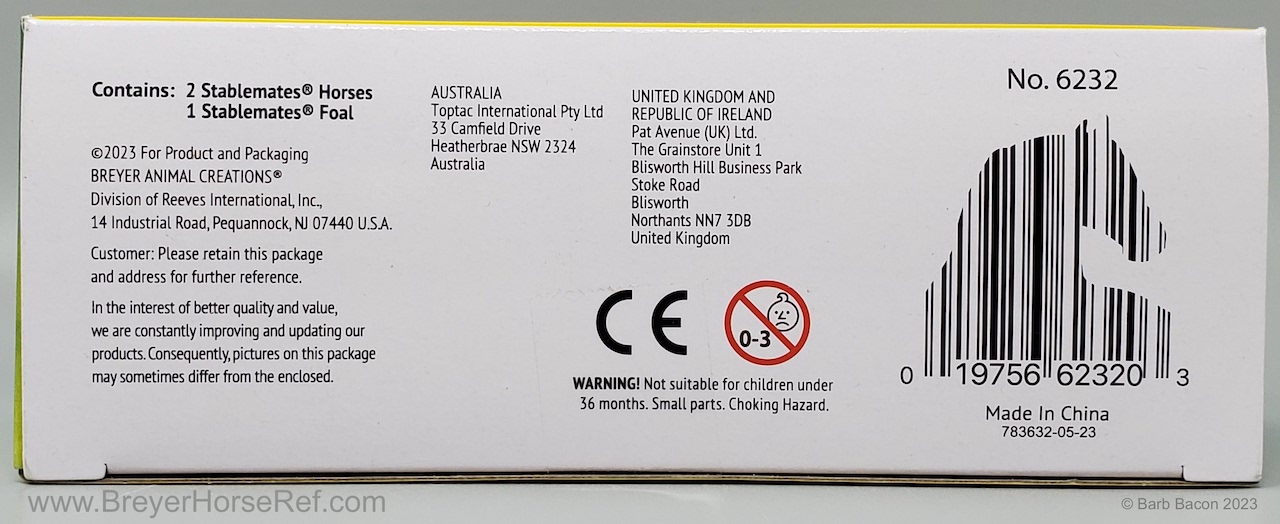 Contains: 2 Stablemates® Horses
1 Stablemates® Foal
©2023 For Product and Packaging
BREYER ANIMAL CREATIONS®
Division of Reeves International, Inc.,
14 Industrial Road, Pequannock, NJ 07440 U.S.A.
Customer: Please retain this package
and address for further reference.
In the interest of better quality and value,
we are constantly improving and updating our
products. Consequently, pictures on this package
may sometimes differ from the enclosed.
AUSTRALIA
Toptac International Pty Ltd
33 Camfield Drive
Heatherbrae NSW 2324
Australia
UNITED KINGDOM AND
REPUBLIC OF IRELAND
Pat Avenue (UK) Ltd.
The Grainstore Unit 1
Blisworth Hill Business Park
Stoke Road
Blisworth
Northants NN7 3DB
United Kingdom
CE
0-3
WARNING! Not suitable for children under
36 months. Small parts. Choking Hazard.
No. 6232
0 19756 62320 3
Made In China
783632-05-23
www.BreyerHorseRef.com
© Barb Bacon 2023